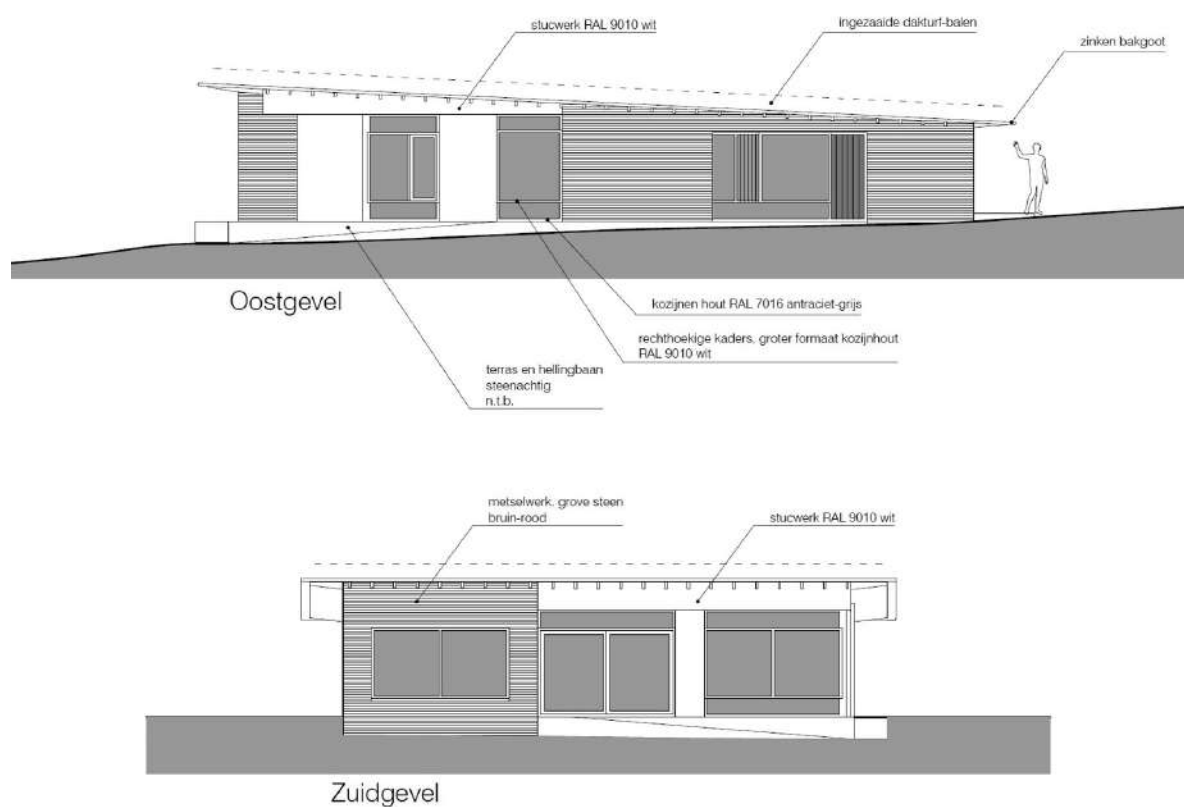 stucwerk RAL 9010 wit
ingezaaide dakturf-balen
zinken bakgoot
Oostgevel
kozijnen hout RAL 7016 antraciet-grijs
rechthoekige kaders, groter formaat kozijnhout
RAL 9010 wit
terras en hellingbaan
steenachtig
n.t.b.
metselwerk, grove steen
bruin-rood
stucwerk RAL 9010 wit
Zuidgevel